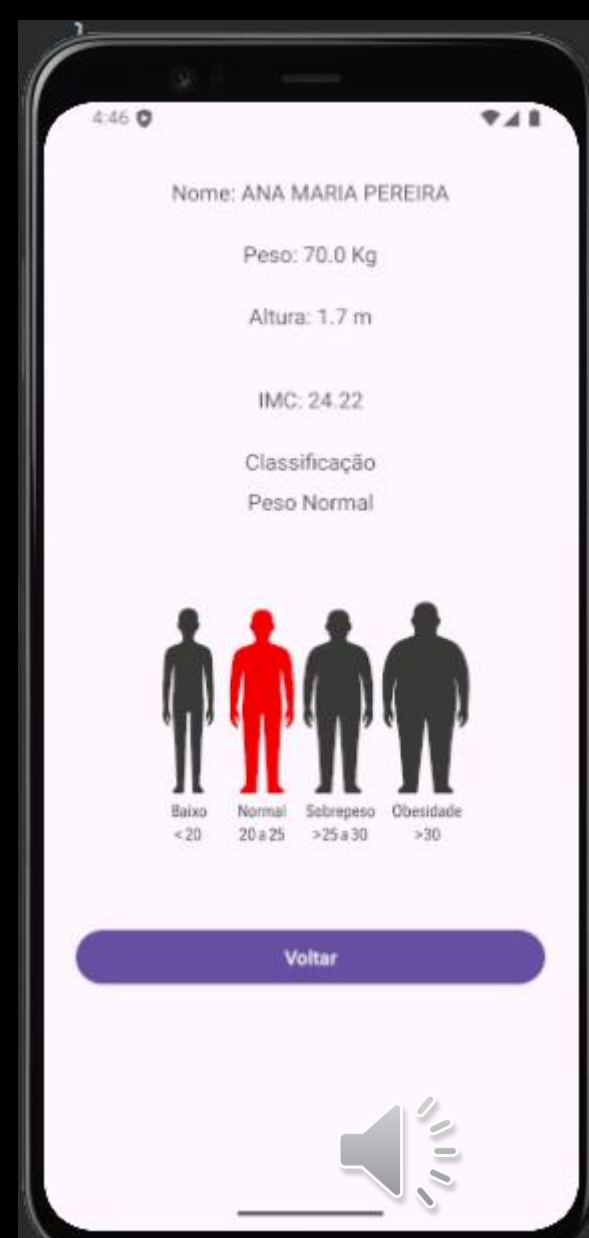 4:46
Nome: ANA MARIA PEREIRA
Peso: 70.0 Kg
Altura: 1.7 m
IMC: 24.22
Classificação
Peso Normal
Baixo Normal Sobrepeso Obesidade
<20 20 a 25 >25 a 30 >30
Voltar